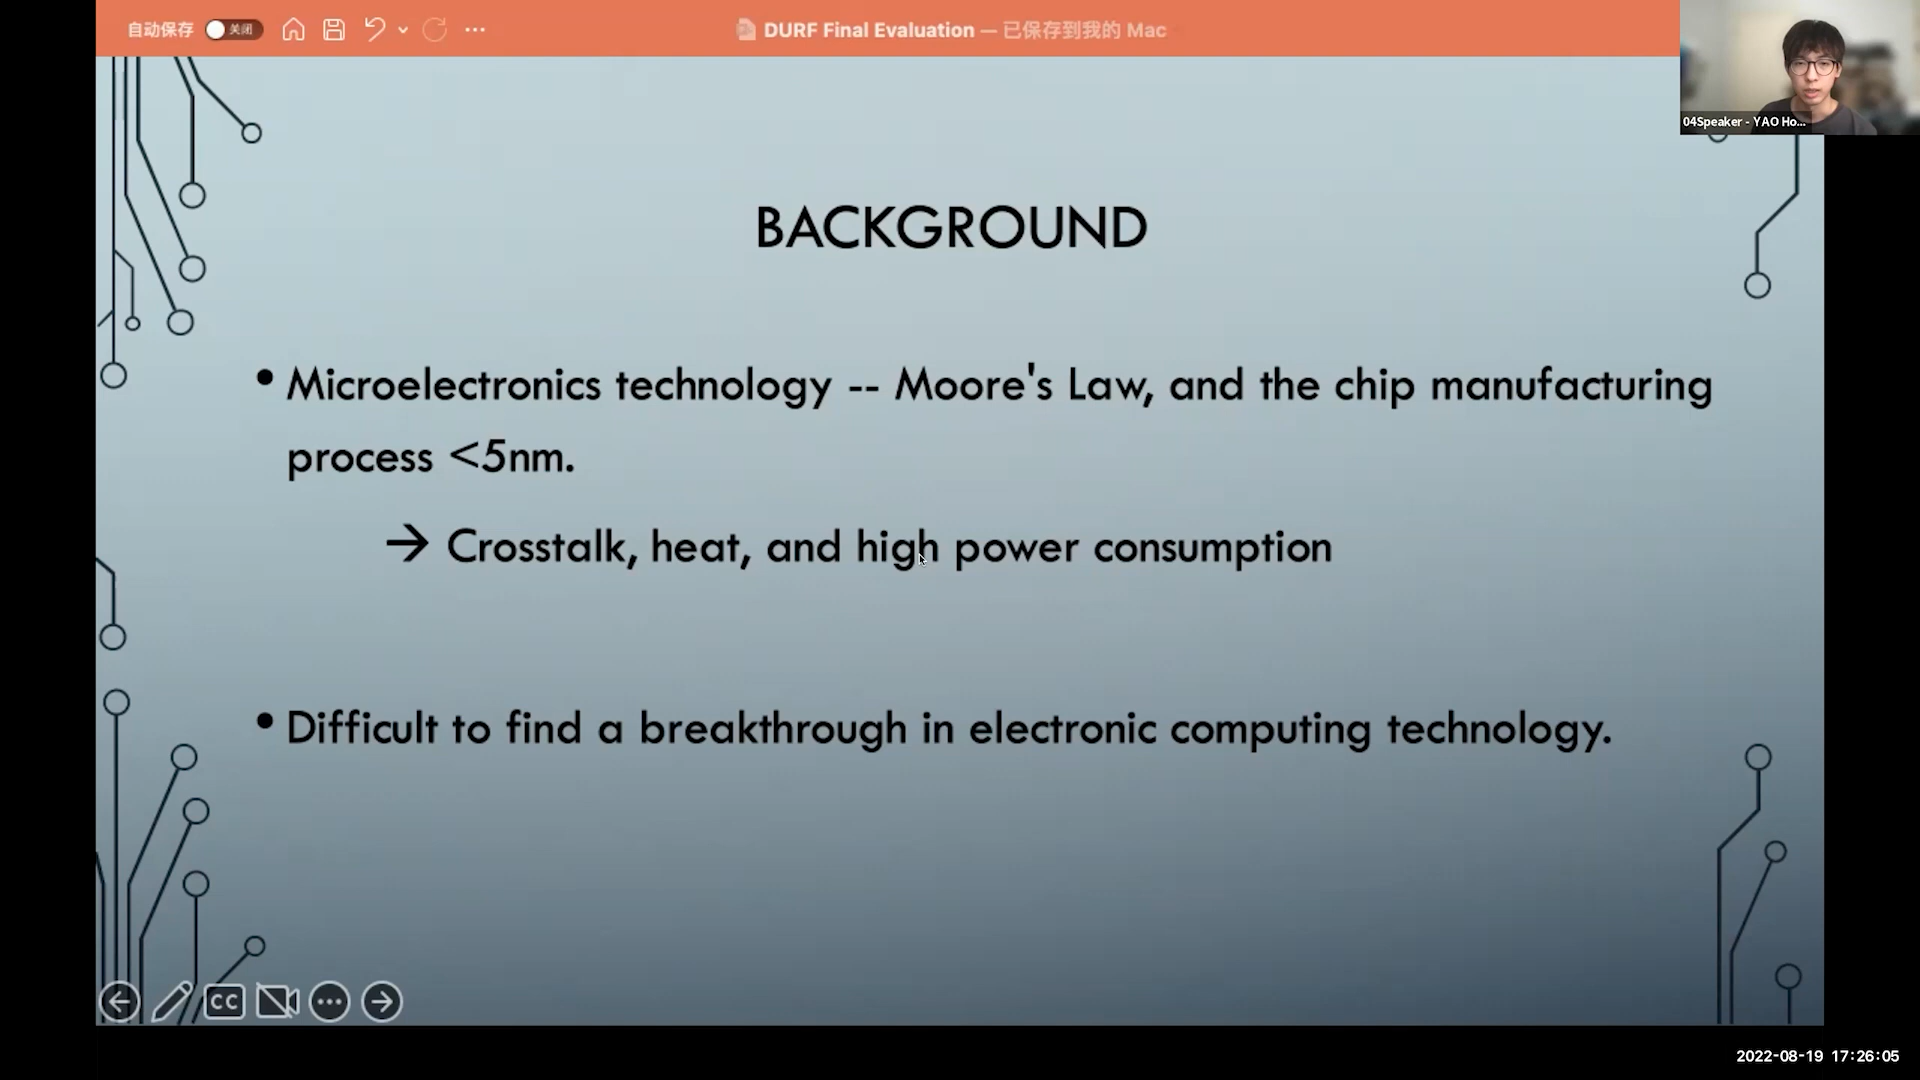 自动保存 关闭
DURF Final Evaluation — 已保存到我的 Mac
04Speaker - YAO Ho...
BACKGROUND
• Microelectronics technology -- Moore's Law, and the chip manufacturing
process <5nm.
→ Crosstalk, heat, and high power consumption
• Difficult to find a breakthrough in electronic computing technology.
CC
2022-08-19 17:26:05